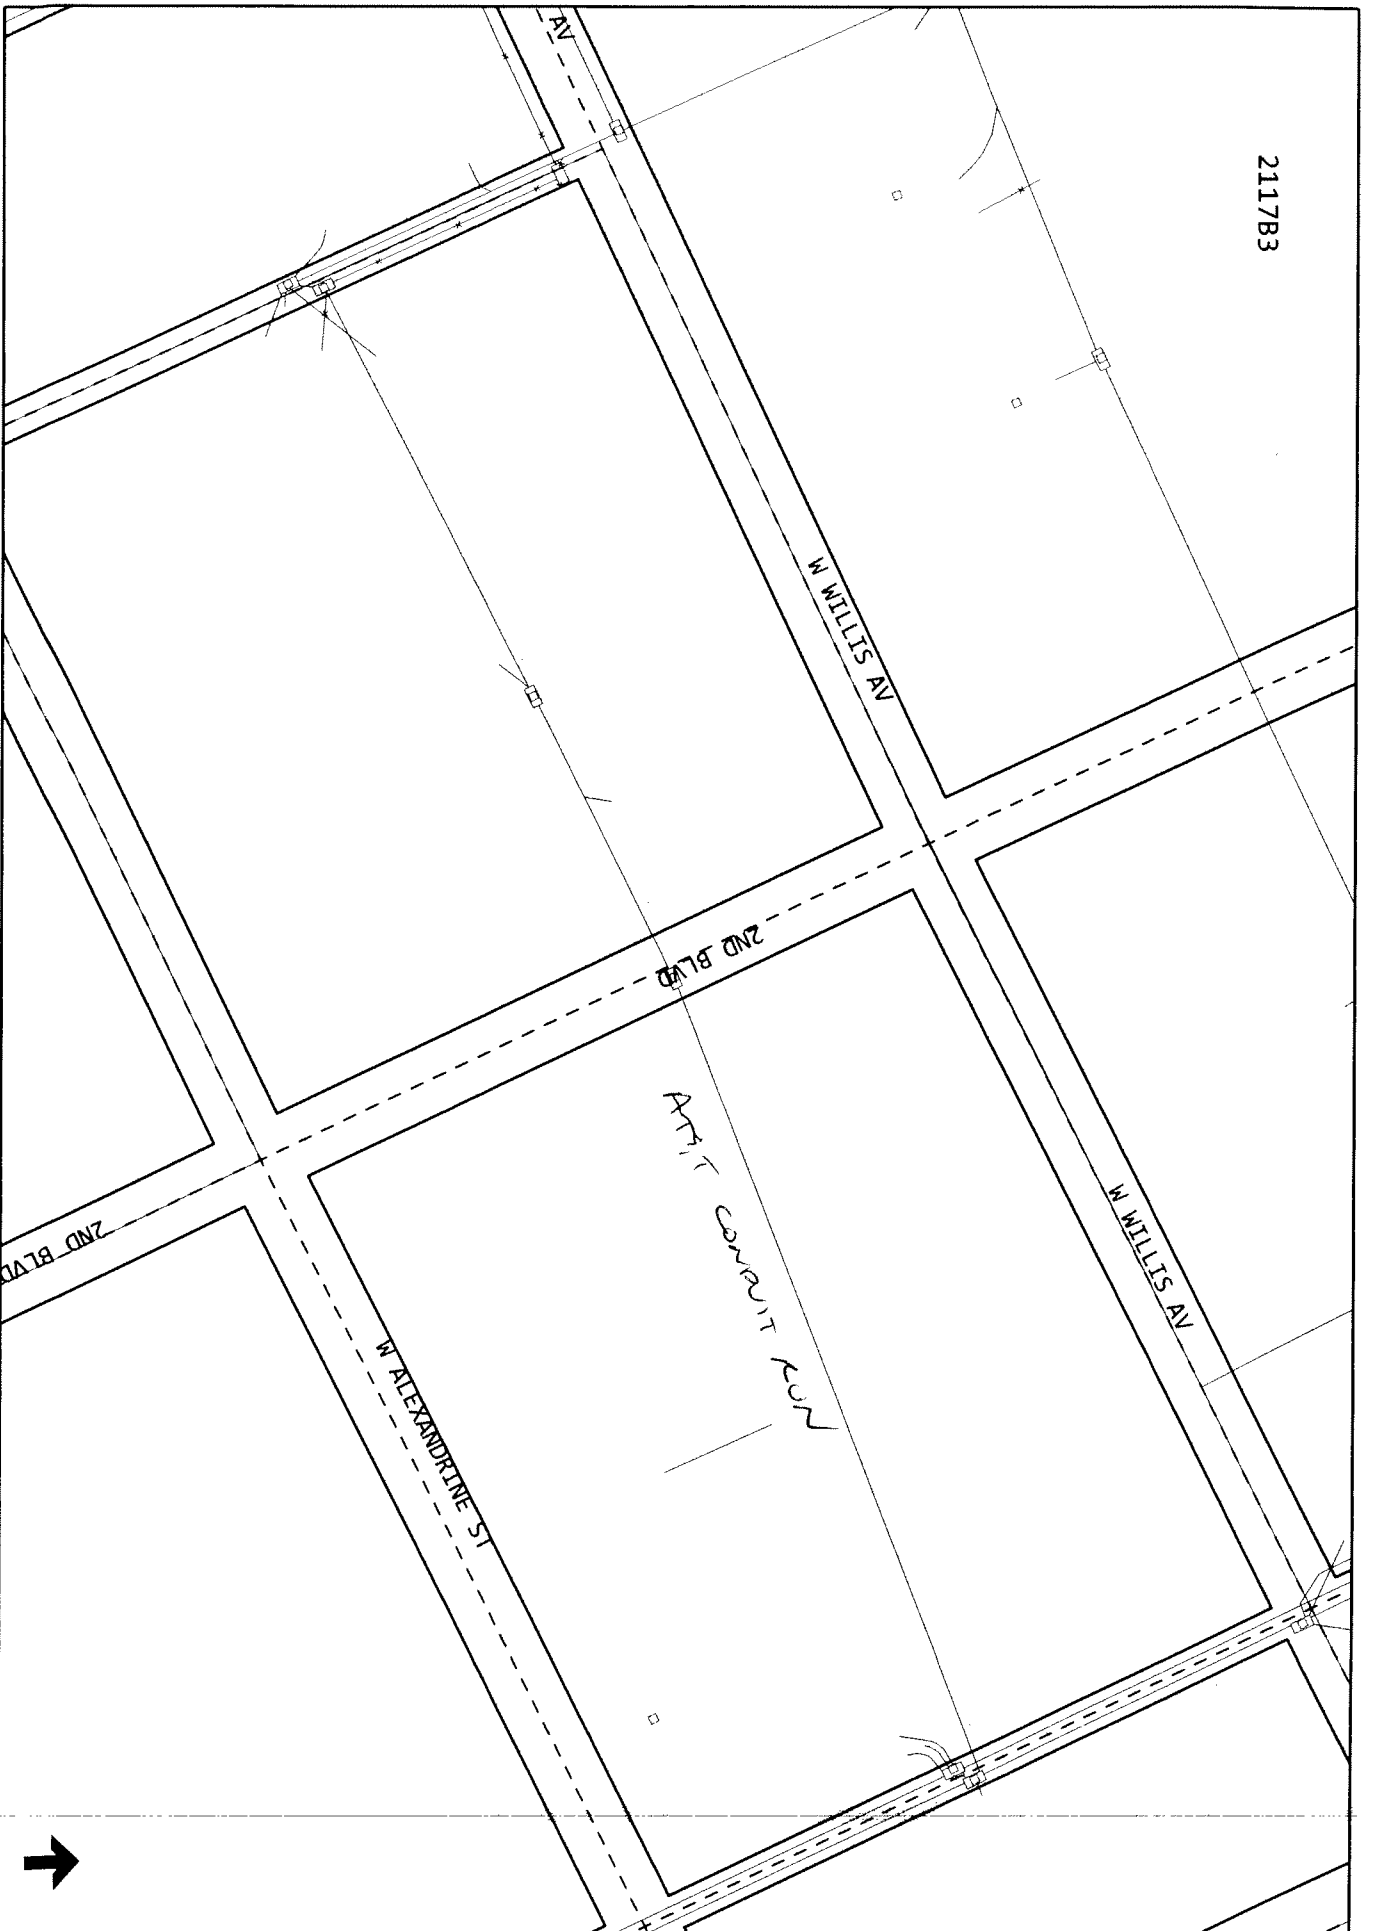 AV
2117B3
W WILLIS AV
2ND BLVD
AT&T CONDUIT RUN
W WILLIS AV
2ND BLVD
W ALEXANDRINE ST